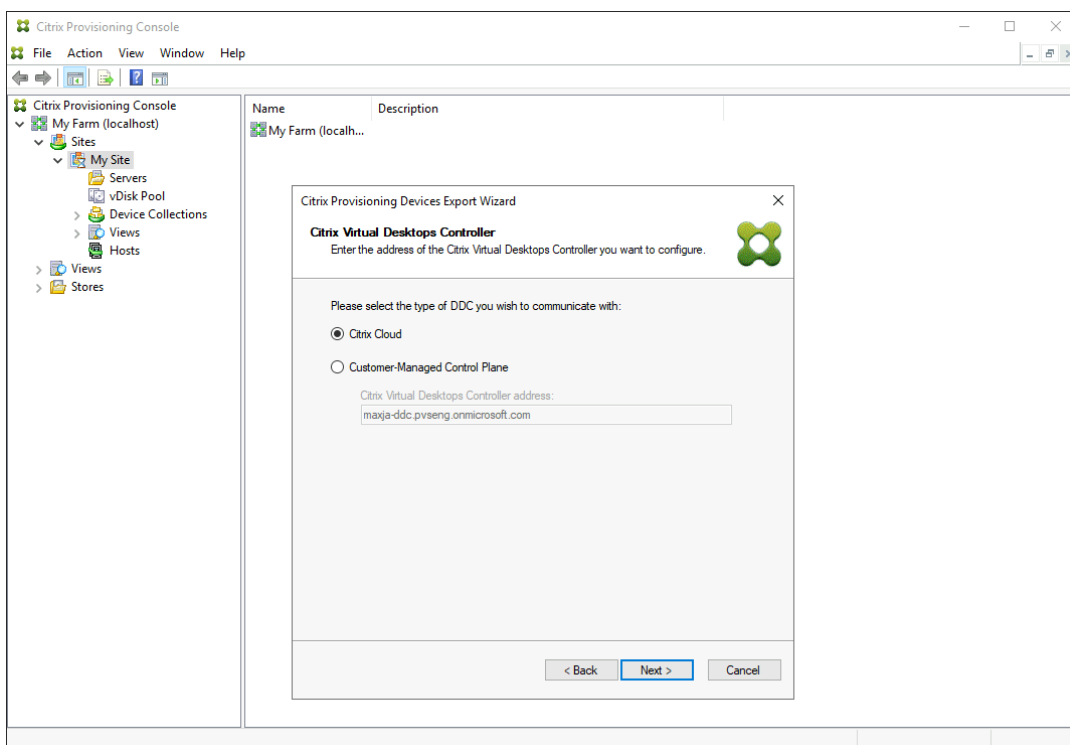 Citrix Provisioning Console
File Action View Window Help
Citrix Provisioning Console
My Farm (localhost)
Sites
My Site
Servers
vDisk Pool
Device Collections
Views
Hosts
Views
Stores
Name Description
My Farm (localh...
Citrix Provisioning Devices Export Wizard
Citrix Virtual Desktops Controller
Enter the address of the Citrix Virtual Desktops Controller you want to configure.
Please select the type of DDC you wish to communicate with:
Citrix Cloud
Customer-Managed Control Plane
Citrix Virtual Desktops Controller address:
maxja-ddc.pvseng.onmicrosoft.com
< Back Next > Cancel